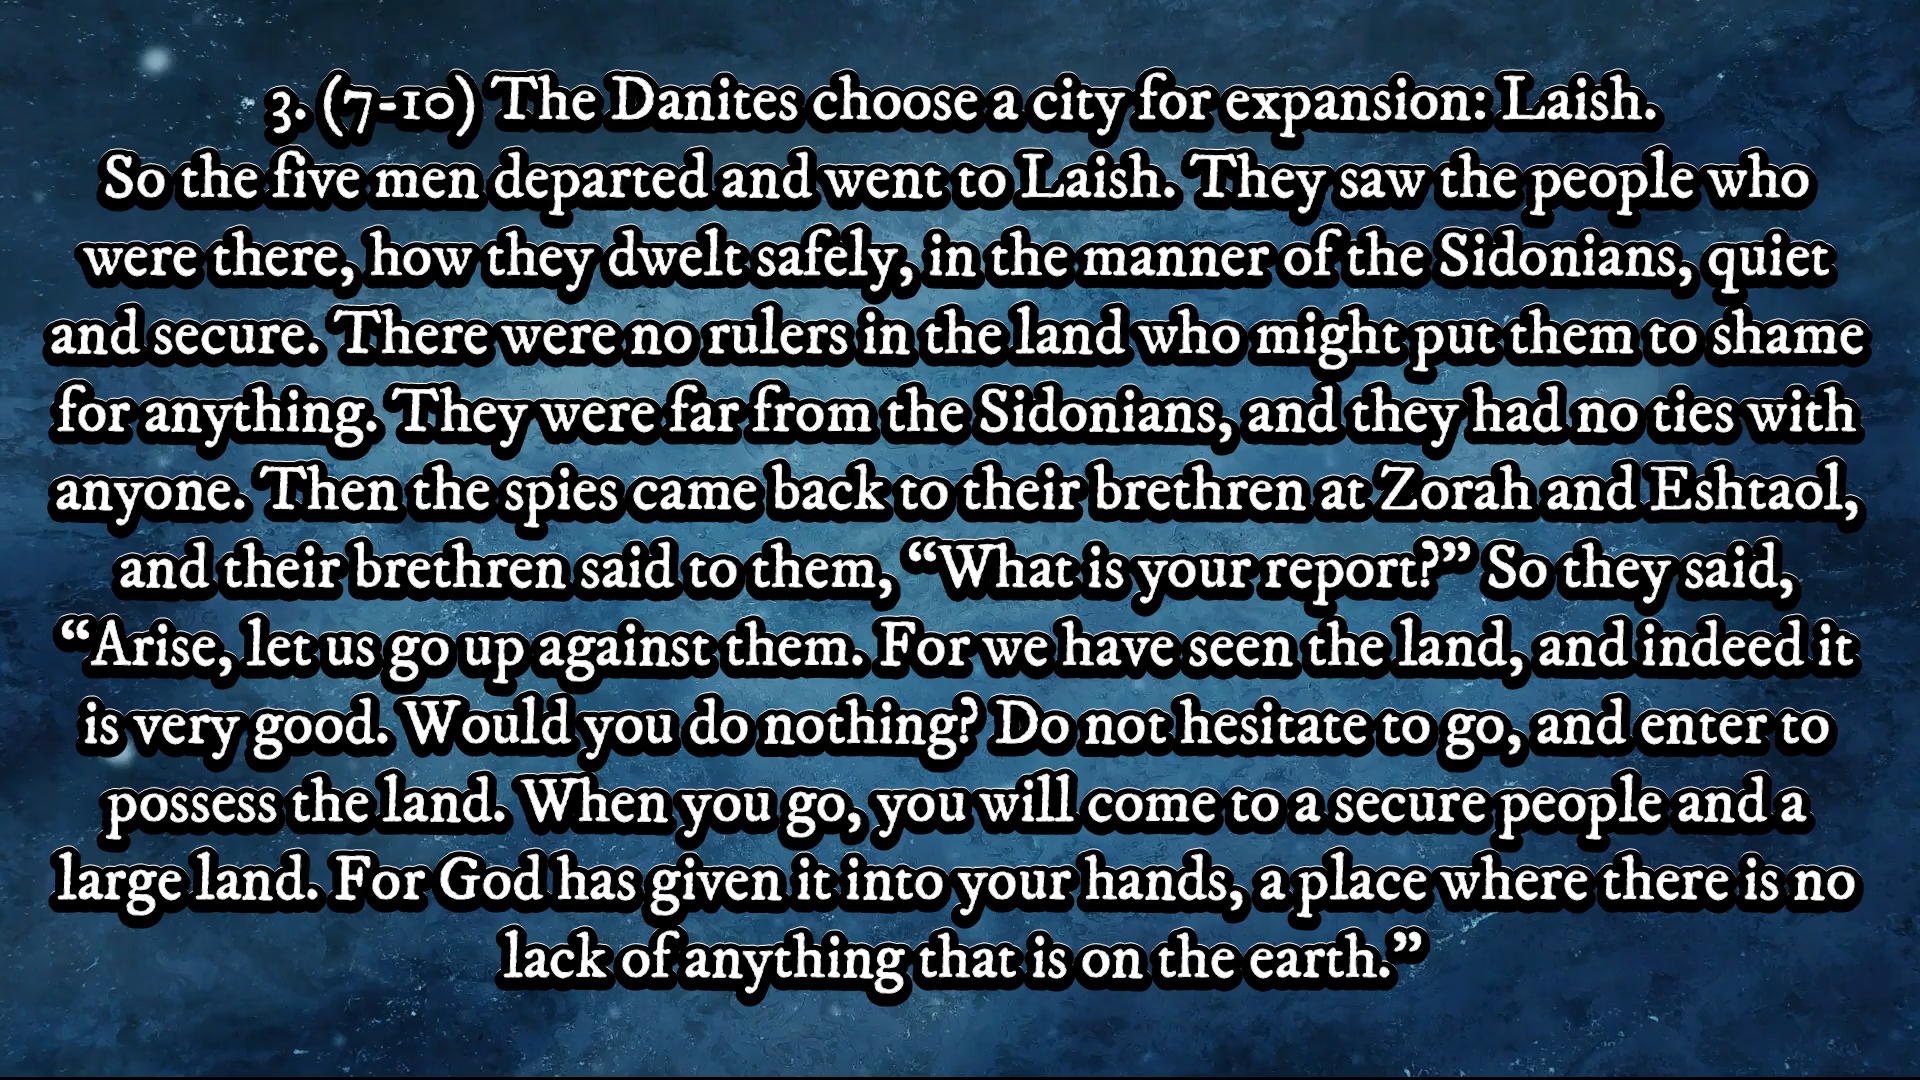 3. (7-10) The Danites choose a city for expansion: Laish.
So the five men departed and went to Laish. They saw the people who
were there, how they dwelt safely, in the manner of the Sidonians, quiet
and secure. There were no rulers in the land who might put them to shame
for anything. They were far from the Sidonians, and they had no ties with
anyone. Then the spies came back to their brethren at Zorah and Eshtaol,
and their brethren said to them, “What is your report?” So they said,
“Arise, let us go up against them. For we have seen the land, and indeed it
is very good. Would you do nothing? Do not hesitate to go, and enter to
possess the land. When you go, you will come to a secure people and a
large land. For God has given it into your hands, a place where there is no
lack of anything that is on the earth.”